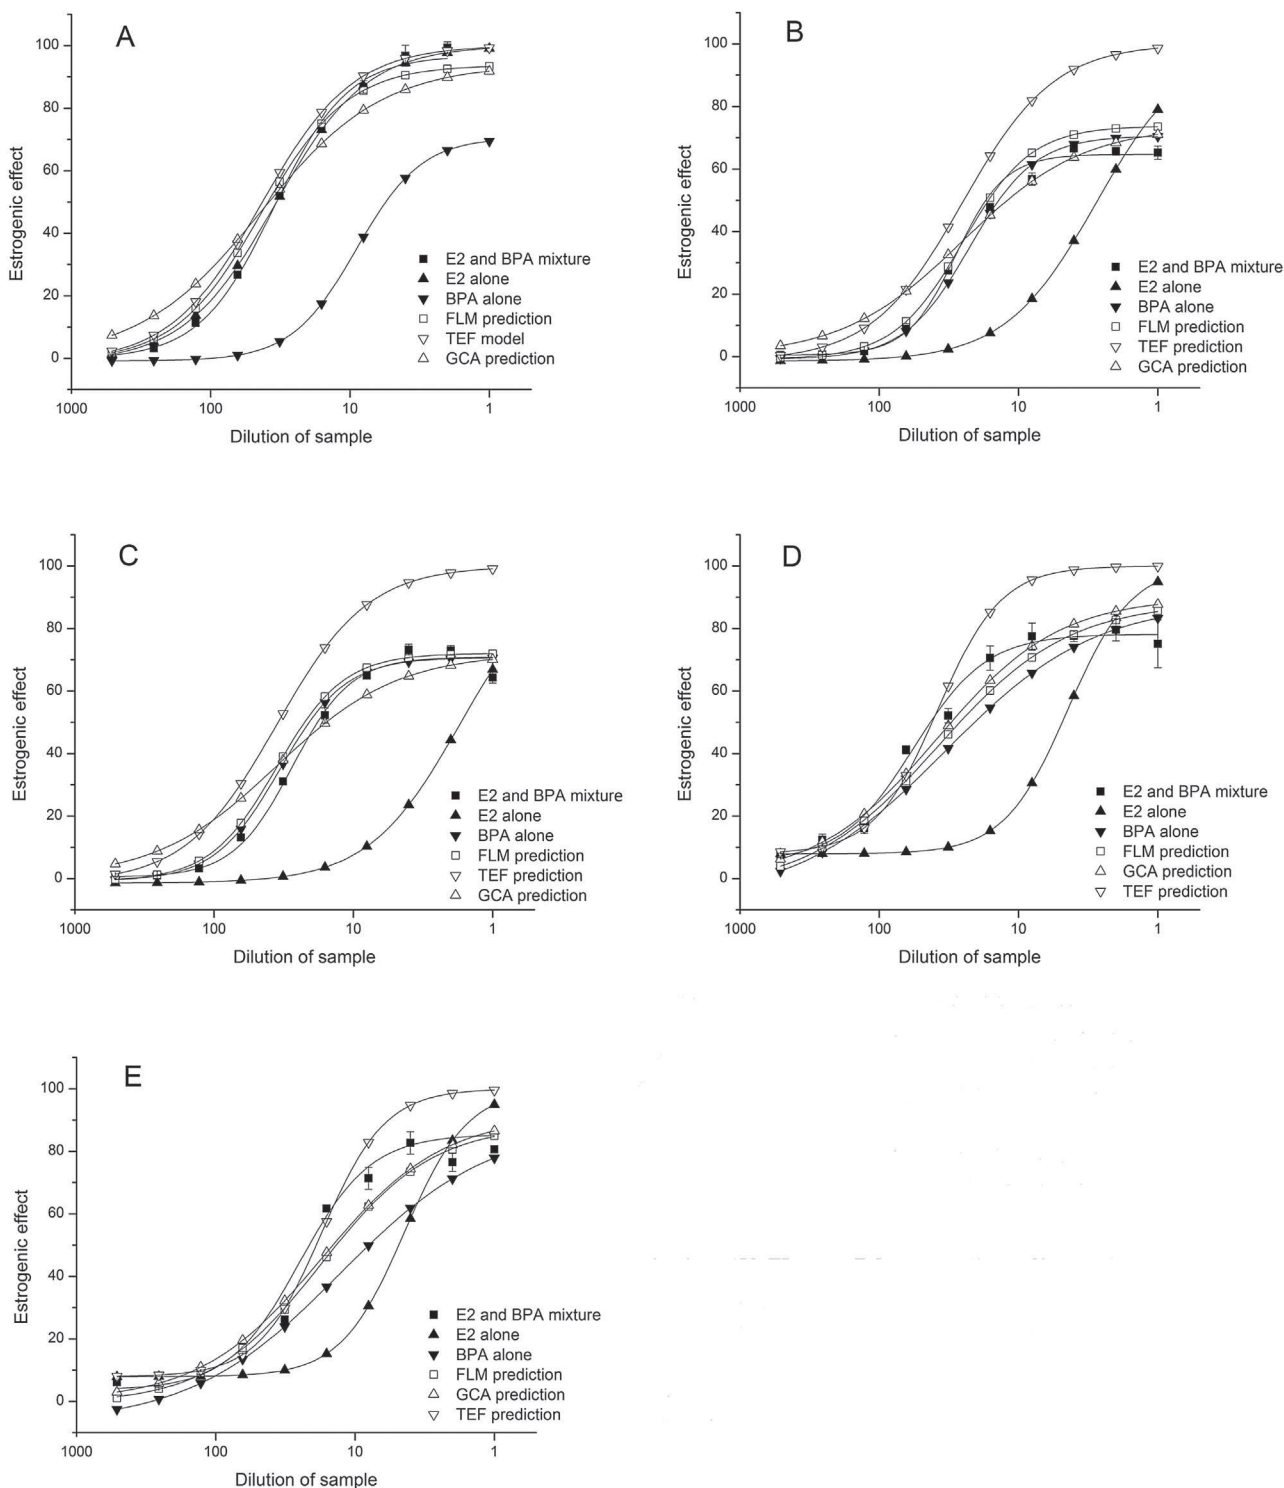 A
100
80
60
40
20
0
Estrogenic effect
E2 and BPA mixture
E2 alone
BPA alone
FLM prediction
TEF model
GCA prediction
1000
100
10
1
Dilution of sample
B
100
80
60
40
20
0
Estrogenic effect
E2 and BPA mixture
E2 alone
BPA alone
FLM prediction
TEF prediction
GCA prediction
1000
100
10
1
Dilution of sample
C
100
80
60
40
20
0
Estrogenic effect
E2 and BPA mixture
E2 alone
BPA alone
FLM prediction
TEF prediction
GCA prediction
1000
100
10
1
Dilution of sample
D
100
80
60
40
20
0
Estrogenic effect
E2 and BPA mixture
E2 alone
BPA alone
FLM prediction
GCA prediction
TEF prediction
1000
100
10
1
Dilution of sample
E
100
80
60
40
20
0
Estrogenic effect
E2 and BPA mixture
E2 alone
BPA alone
FLM prediction
GCA prediction
TEF prediction
1000
100
10
1
Dilution of sample